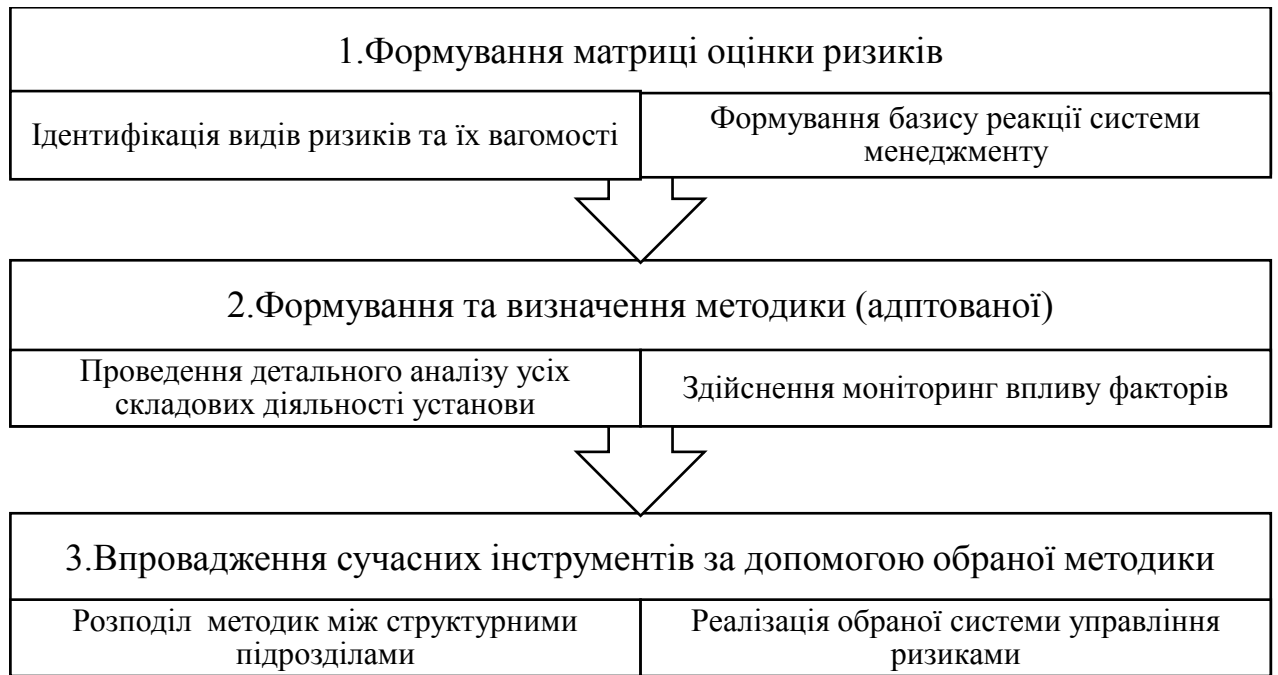 1.Формування матриці оцінки ризиків
Ідентифікація видів ризиків та їх вагомості
Формування базису реакції системи
менеджменту
2.Формування та визначення методики (адптованої)
Проведення детального аналізу усіх
складових діяльності установи
Здійснення моніторинг впливу факторів
3.Впровадження сучасних інструментів за допомогою обраної методики
Розподіл  методик між структурними
підрозділами
Реалізація обраної системи управління
ризиками